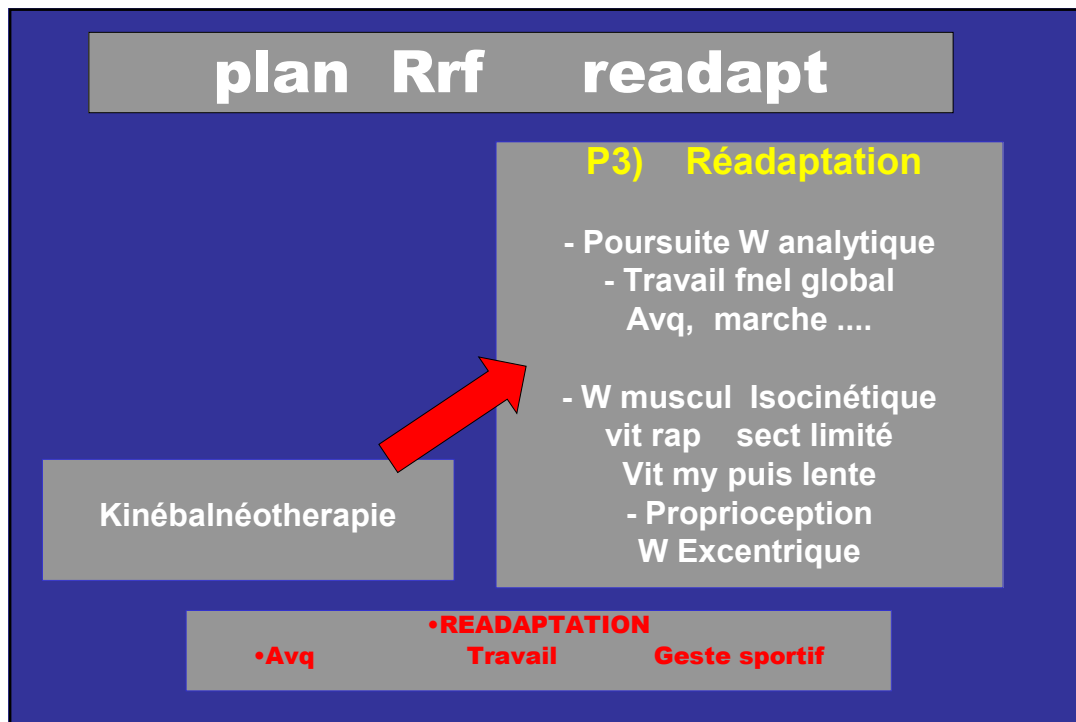 plan Rrf readapt
P3) Réadaptation
- Poursuite W analytique
- Travail fnel global
Avq, marche ....
- W muscul Isocinétique
vit rap sect limité
Vit my puis lente
- Proprioception
W Excentrique
Kinébalnéotherapie
•READAPTATION
•Avq Travail Geste sportif